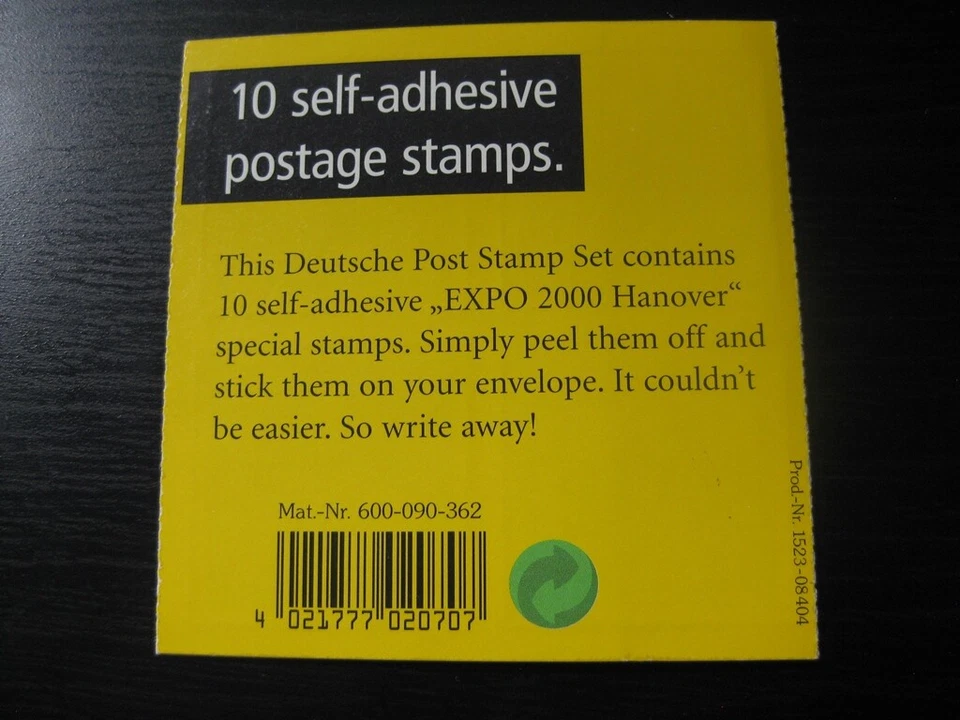 10 self-adhesive
postage stamps.
This Deutsche Post Stamp Set contains
10 self-adhesive „EXPO 2000 Hanover“
special stamps. Simply peel them off and
stick them on your envelope. It couldn't
be easier. So write away!
Mat.-Nr. 600-090-362
4 021777 020707
Prod.-Nr. 1523-08404